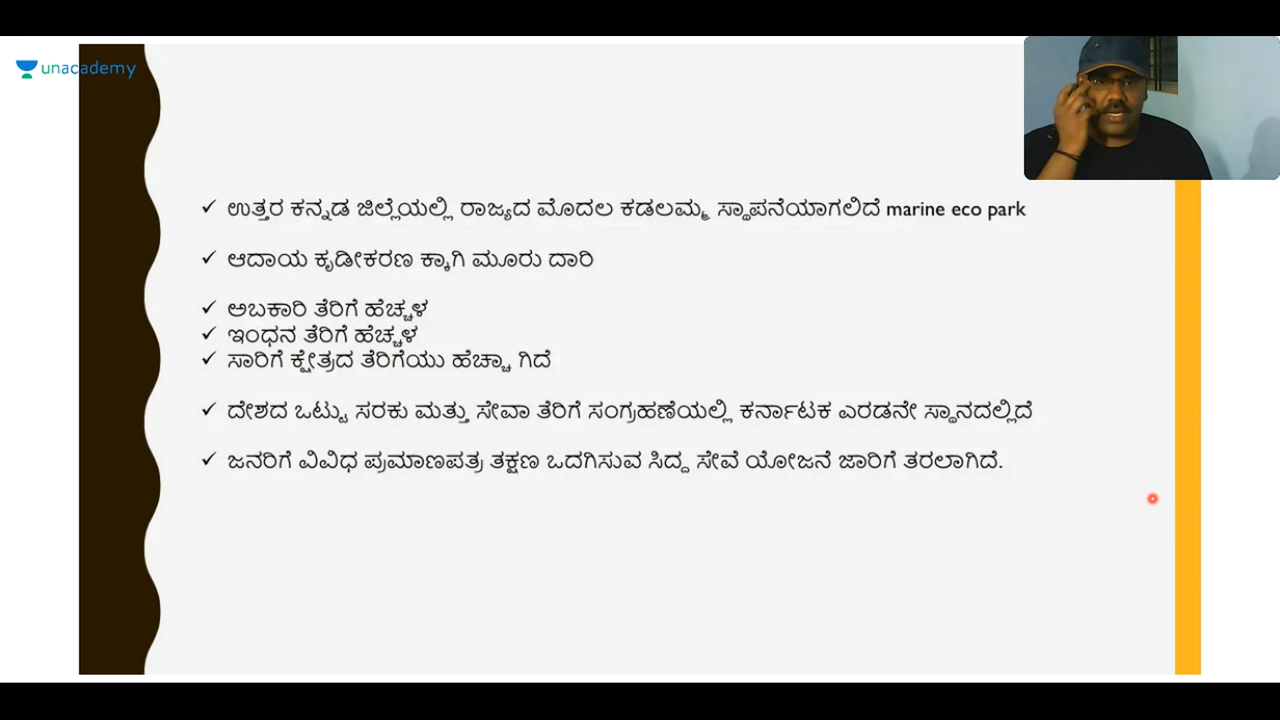 unacademy
ಉತ್ತರ ಕನ್ನಡ ಜಿಲ್ಲೆಯಲ್ಲಿ ರಾಜ್ಯದ ಮೊದಲ ಕಡಲಮ್ಮ ಸ್ಥಾಪನೆಯಾಗಲಿದೆ marine eco park
ಆದಾಯ ಕ್ರೂಡೀಕರಣ ಕ್ಕಾಗಿ ಮೂರು ದಾರಿ
ಅಬಕಾರಿ ತೆರಿಗೆ ಹೆಚ್ಚಳ
ಇಂಧನ ತೆರಿಗೆ ಹೆಚ್ಚಳ
ಸಾರಿಗೆ ಕ್ಷೇತ್ರದ ತೆರಿಗೆಯು ಹೆಚ್ಚಾ ಗಿದೆ
ದೇಶದ ಒಟ್ಟು ಸರಕು ಮತ್ತು ಸೇವಾ ತೆರಿಗೆ ಸಂಗ್ರಹಣೆಯಲ್ಲಿ ಕರ್ನಾಟಕ ಎರಡನೇ ಸ್ಥಾನದಲ್ಲಿದೆ
ಜನರಿಗೆ ವಿವಿಧ ಪ್ರಮಾಣಪತ್ರ ತಕ್ಷಣ ಒದಗಿಸುವ ಸಿದ್ದ ಸೇವೆ ಯೋಜನೆ ಜಾರಿಗೆ ತರಲಾಗಿದೆ.